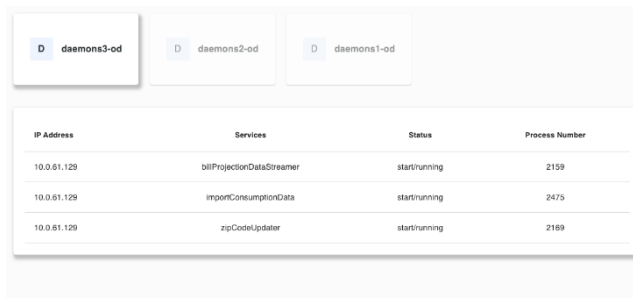 D daemons3-od D daemons2-od D daemons1-od
IP Address Services Status Process Number
10.0.61.129 billProjectionDataStreamer start/running 2159
10.0.61.129 importConsumptionData start/running 2475
10.0.61.129 zipCodeUpdater start/running 2169